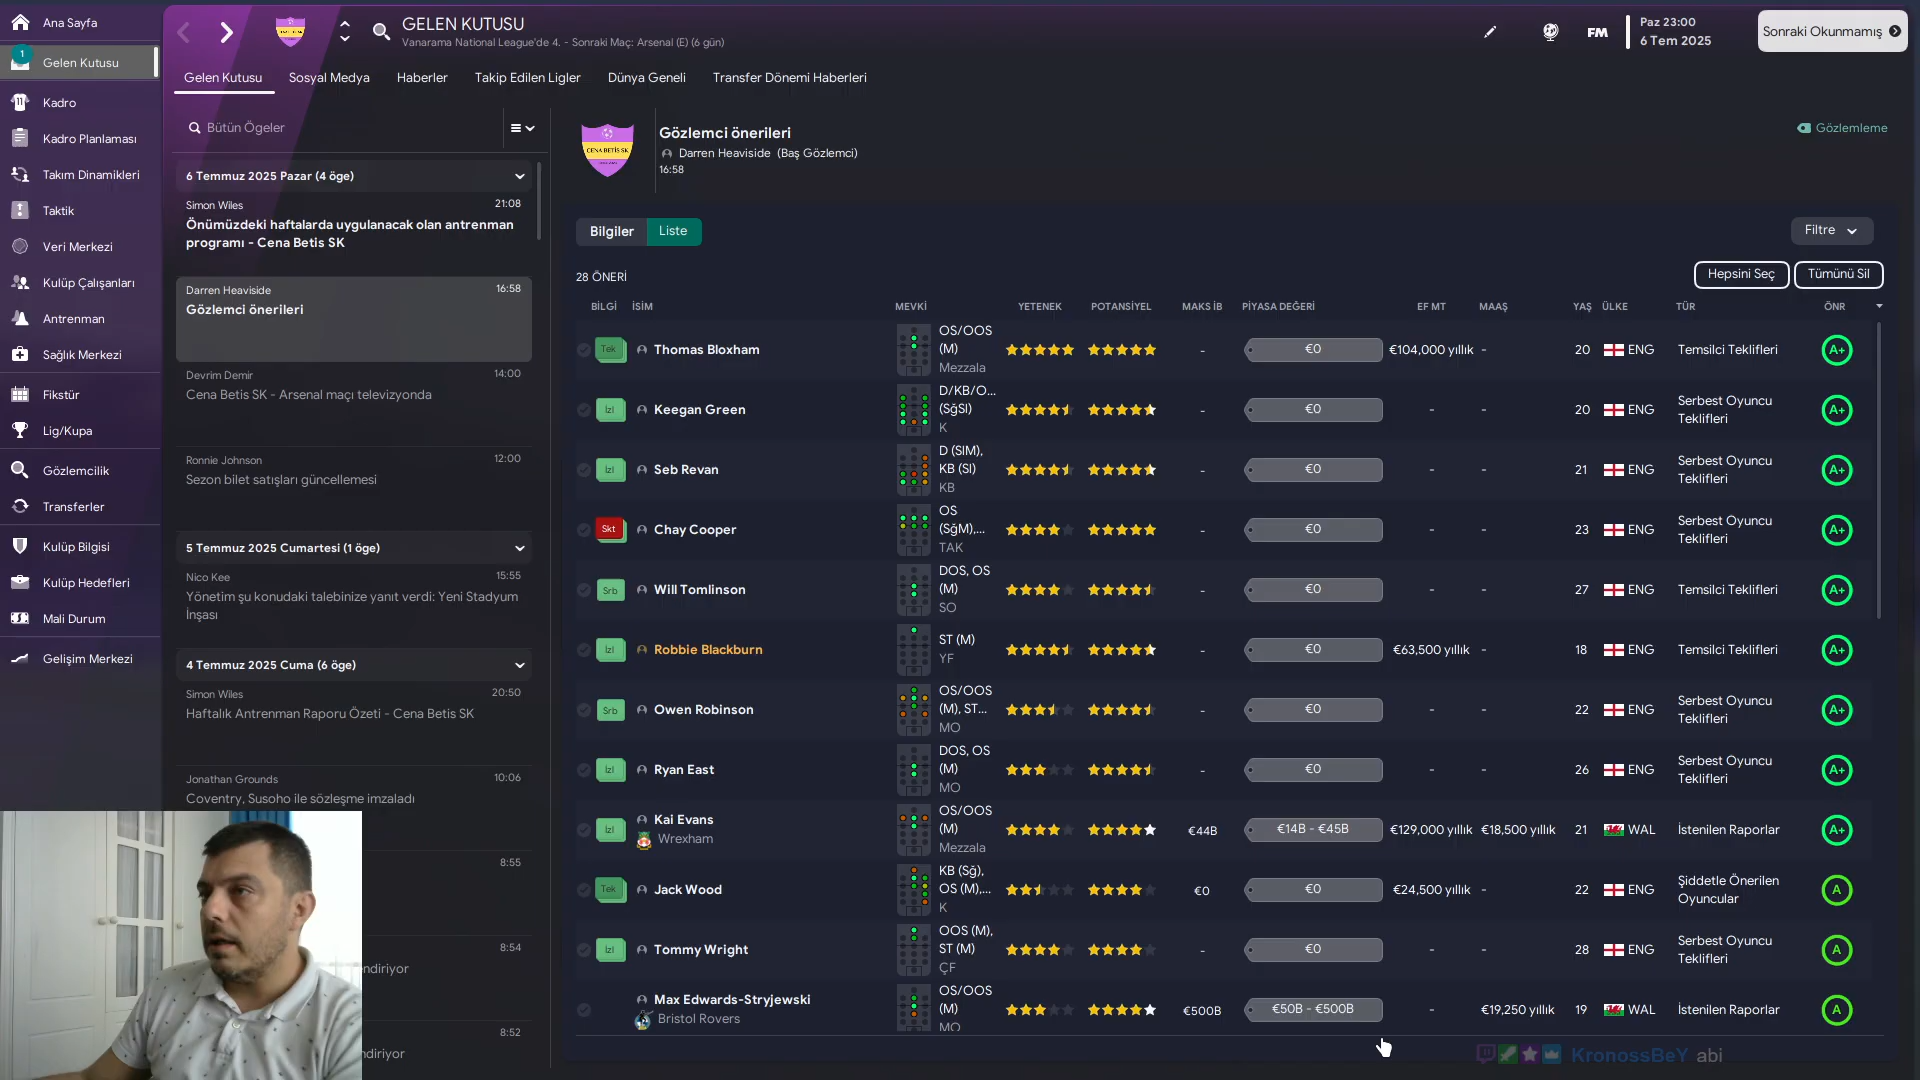 Ana Sayfa
1
Gelen Kutusu
Kadro
Kadro Planlaması
Takım Dinamikleri
Taktik
Veri Merkezi
Kulüp Çalışanları
Antrenman
Sağlık Merkezi
Fikstür
Lig/Kupa
Gözlemcilik
Transferler
Kulüp Bilgisi
Kulüp Hedefleri
Mali Durum
Gelişim Merkezi
GELEN KUTUSU
Vanarama National League'de 4. - Sonraki Maç: Arsenal (E) (6 gün)
FM
Paz 23:00
6 Tem 2025
Sonraki Okunmamış
Gelen Kutusu Sosyal Medya Haberler Takip Edilen Ligler Dünya Geneli Transfer Dönemi Haberleri
Bütün Ögeler
6 Temmuz 2025 Pazar (4 öge)
Simon Wiles 21:08
Önümüzdeki haftalarda uygulanacak olan antrenman
programı - Cena Betis SK
Darren Heaviside 16:58
Gözlemci önerileri
Devrim Demir 14:00
Cena Betis SK - Arsenal maçı televizyonda
Ronnie Johnson 12:00
Sezon bilet satışları güncellemesi
5 Temmuz 2025 Cumartesi (1 öge)
Nico Kee 15:55
Yönetim şu konudaki talebinize yanıt verdi: Yeni Stadyum
İnşası
4 Temmuz 2025 Cuma (6 öge)
Simon Wiles 20:50
Haftalık Antrenman Raporu Özeti - Cena Betis SK
Jonathan Grounds 10:06
Coventry, Susoho ile sözleşme imzaladı
8:55
8:54
ndiriyor
8:52
ndiriyor
CENA BETİS SK
Gözlemci önerileri
Darren Heaviside (Baş Gözlemci)
16:58
Gözlemleme
Bilgiler Liste
Filtre
28 ÖNERİ
Hepsini Seç Tümünü Sil
BİLGİ İSİM MEVKİ YETENEK POTANSİYEL MAKS İB PİYASA DEĞERİ EF MT MAAŞ YAŞ ÜLKE TÜR ÖNR
Tek Thomas Bloxham OS/OOS (M) Mezzala - €0 €104,000 yıllık - 20 ENG Temsilci Teklifleri A+
İzl Keegan Green D/KB/O... (SğSl) K - €0 - - 20 ENG Serbest Oyuncu Teklifleri A+
İzl Seb Revan D (SlM), KB (Sl) KB - €0 - - 21 ENG Serbest Oyuncu Teklifleri A+
Skt Chay Cooper OS (SğM),... TAK - €0 - - 23 ENG Serbest Oyuncu Teklifleri A+
Srb Will Tomlinson DOS, OS (M) SO - €0 - - 27 ENG Temsilci Teklifleri A+
İzl Robbie Blackburn ST (M) YF - €0 €63,500 yıllık - 18 ENG Temsilci Teklifleri A+
Srb Owen Robinson OS/OOS (M), ST... MO - €0 - - 22 ENG Serbest Oyuncu Teklifleri A+
İzl Ryan East DOS, OS (M) MO - €0 - - 26 ENG Serbest Oyuncu Teklifleri A+
İzl Kai Evans Wrexham OS/OOS (M) Mezzala €44B €14B - €45B €129,000 yıllık €18,500 yıllık 21 WAL İstenilen Raporlar A+
Tek Jack Wood KB (Sğ), OS (M),... K €0 €0 €24,500 yıllık - 22 ENG Şiddetle Önerilen Oyuncular A
İzl Tommy Wright OOS (M), ST (M) ÇF - €0 - - 28 ENG Serbest Oyuncu Teklifleri A
Max Edwards-Stryjewski Bristol Rovers OS/OOS (M) MO €500B €50B - €500B - €19,250 yıllık 19 WAL İstenilen Raporlar A
KronossBeY abi